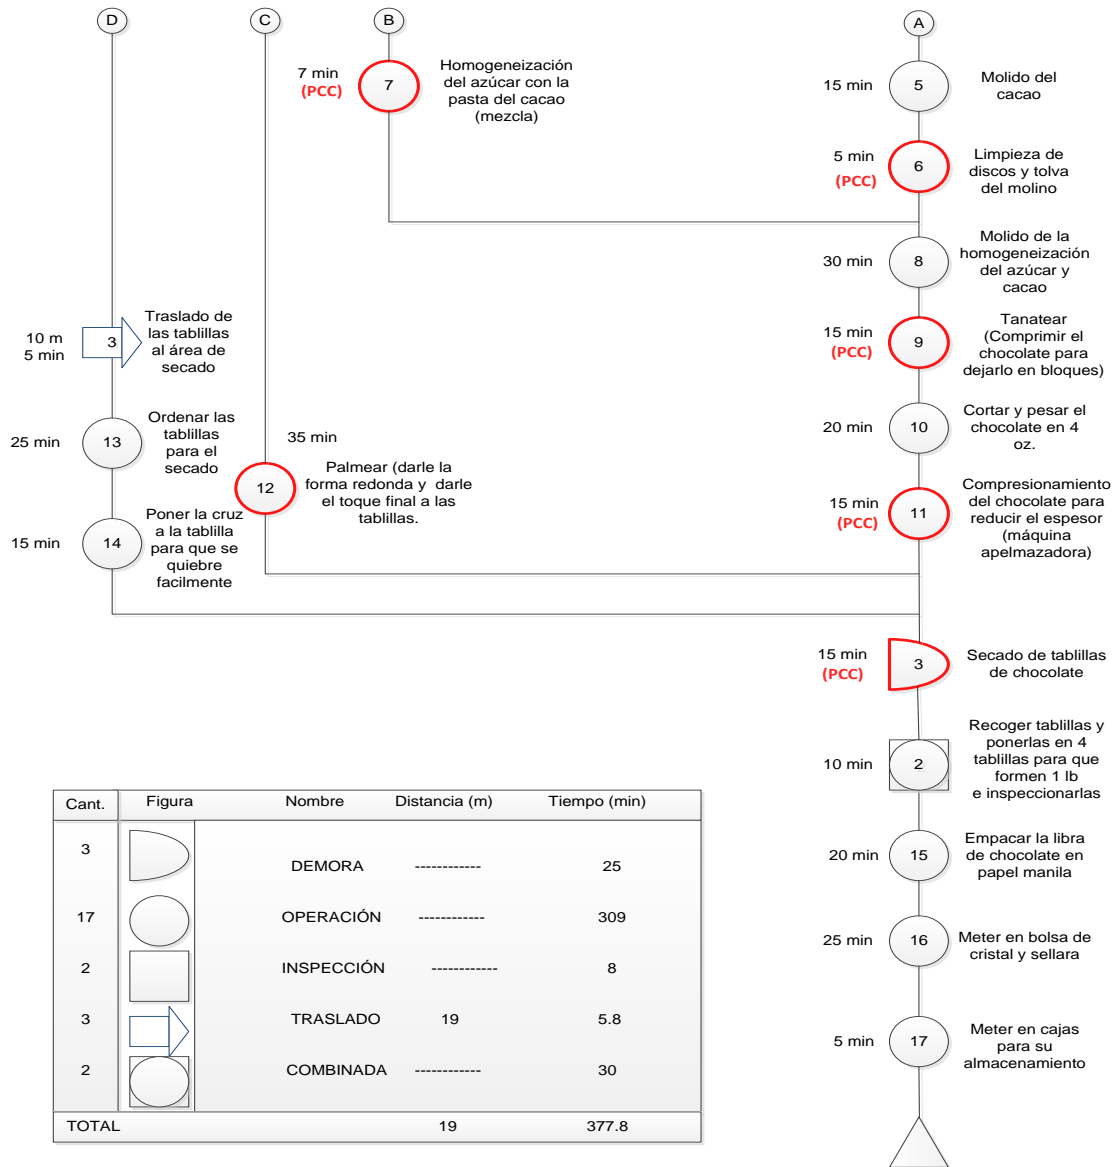 D
C
B
A
7 min
(PCC)
7
Homogeneización
del azúcar con la
pasta del cacao
(mezcla)
15 min
5
Molido del
cacao
5 min
(PCC)
6
Limpieza de
discos y tolva
del molino
30 min
8
Molido de la
homogeneización
del azúcar y
cacao
10 m
5 min
3
Traslado de
las tablillas
al área de
secado
15 min
(PCC)
9
Tanatear
(Comprimir el
chocolate para
dejarlo en bloques)
25 min
13
Ordenar las
tablillas
para el
secado
35 min
12
Palmear (darle la
forma redonda y  darle
el toque final a las
tablillas.
20 min
10
Cortar y pesar el
chocolate en 4
oz.
15 min
14
Poner la cruz
a la tablilla
para que se
quiebre
facilmente
15 min
(PCC)
11
Compresionamiento
del chocolate para
reducir el espesor
(máquina
apelmazadora)
15 min
(PCC)
3
Secado de tablillas
de chocolate
10 min
2
Recoger tablillas y
ponerlas en 4
tablillas para que
formen 1 lb
e inspeccionarlas
20 min
15
Empacar la libra
de chocolate en
papel manila
25 min
16
Meter en bolsa de
cristal y sellara
5 min
17
Meter en cajas
para su
almacenamiento
Cant. Figura Nombre Distancia (m) Tiempo (min)
3 DEMORA ------------ 25
17 OPERACIÓN ------------ 309
2 INSPECCIÓN ------------ 8
3 TRASLADO 19 5.8
2 COMBINADA ------------ 30
TOTAL 19 377.8